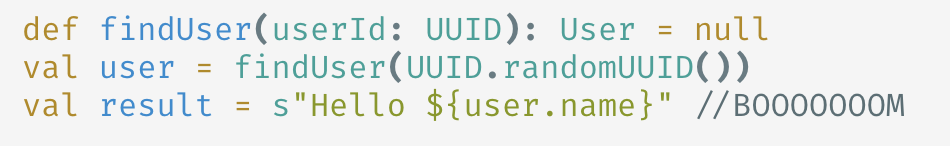 def findUser(userId: UUID): User = null
val user = findUser(UUID.randomUUID())
val result = s"Hello ${user.name}" //BOOOOOOOM